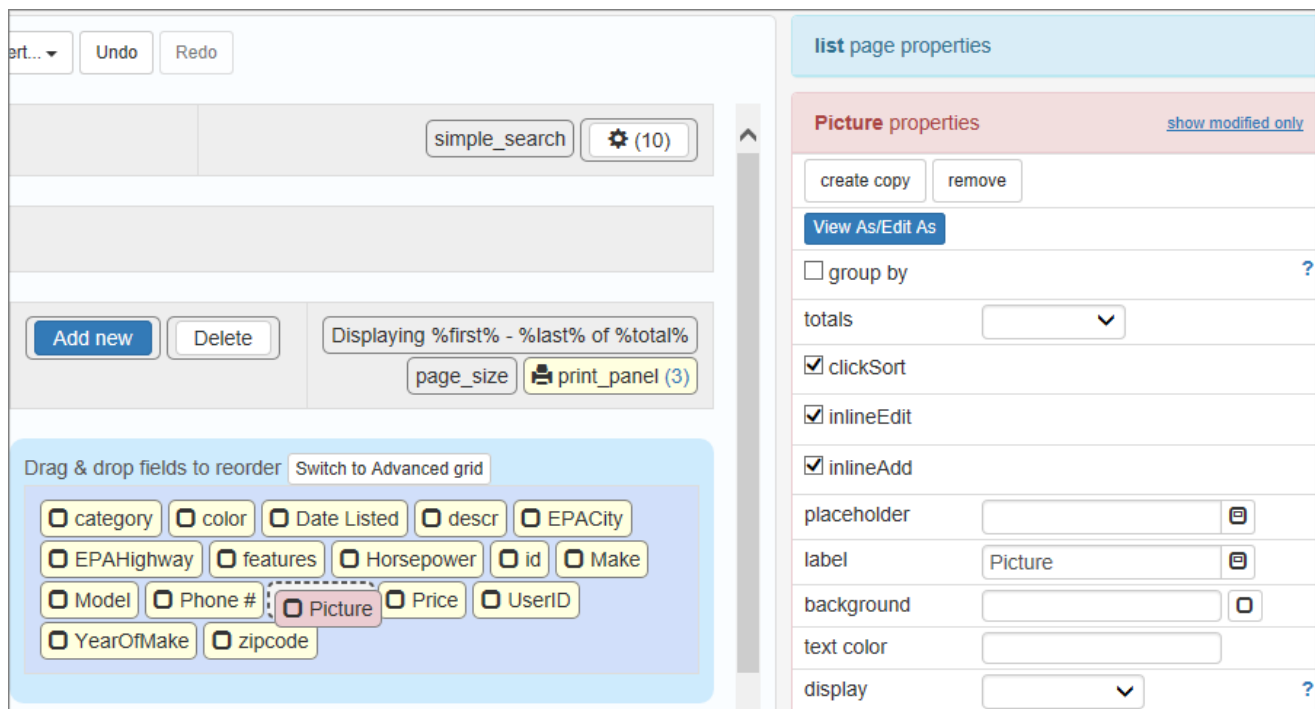 ert...
Undo
Redo
simple_search
(10)
Add new
Delete
Displaying %first% - %last% of %total%
page_size
print_panel (3)
Drag & drop fields to reorder
Switch to Advanced grid
category
color
Date Listed
descr
EPACity
EPAHighway
features
Horsepower
id
Make
Model
Phone #
Picture
Price
UserID
YearOfMake
zipcode
list page properties
Picture properties
show modified only
create copy
remove
View As/Edit As
group by
?
totals
clickSort
inlineEdit
inlineAdd
placeholder
label
Picture
background
text color
display
?